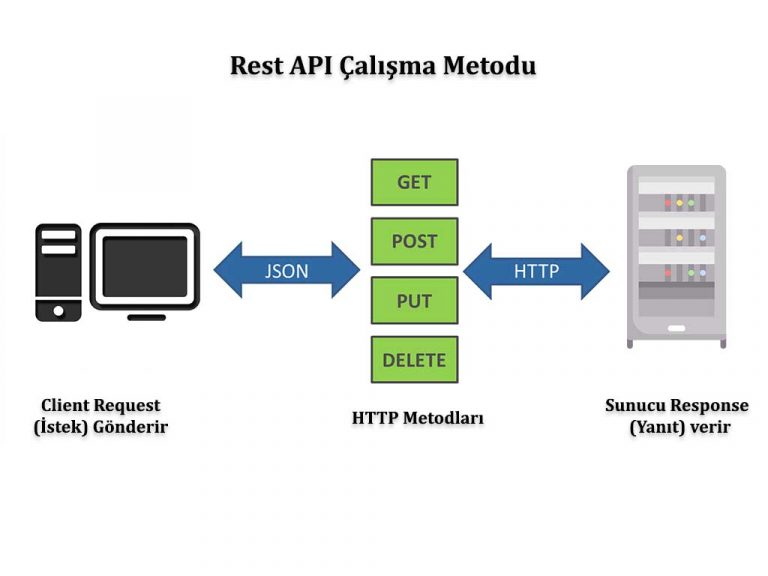 Rest API Çalışma Metodu
GET
POST
JSON
HTTP
PUT
DELETE
Client Request
(İstek) Gönderir
HTTP Metodları
Sunucu Response
(Yanıt) verir